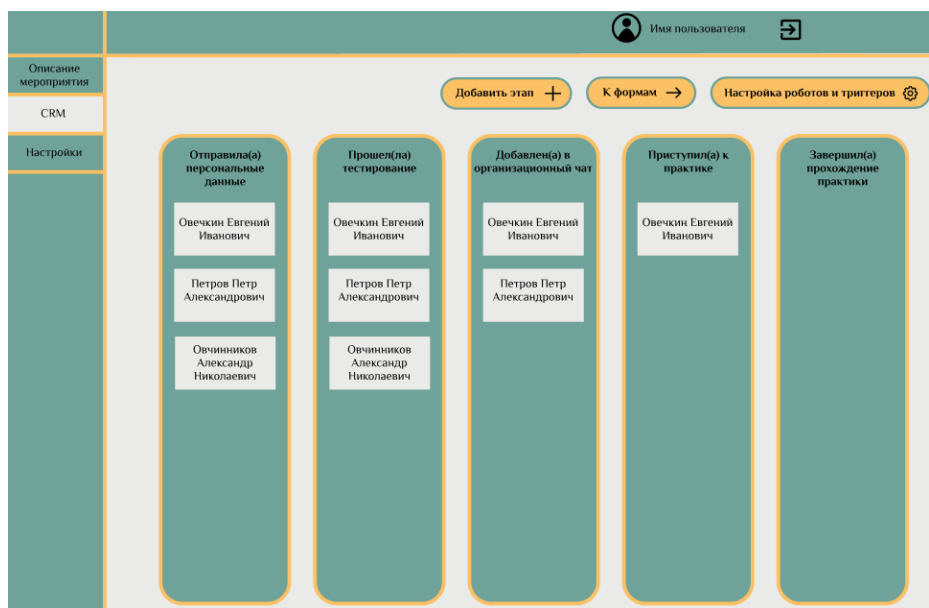 Имя пользователя
Описание
мероприятия
CRM
Настройки
Добавить этап
К формам
Настройка роботов и триггеров
Отправила(а)
персональные
данные
Овечкин Евгений
Иванович
Петров Петр
Александрович
Овчинников
Александр
Николаевич
Прошел(ла)
тестирование
Овечкин Евгений
Иванович
Петров Петр
Александрович
Овчинников
Александр
Николаевич
Добавлен(а) в
организационный чат
Овечкин Евгений
Иванович
Петров Петр
Александрович
Приступил(а) к
практике
Овечкин Евгений
Иванович
Завершил(а)
прохождение
практики